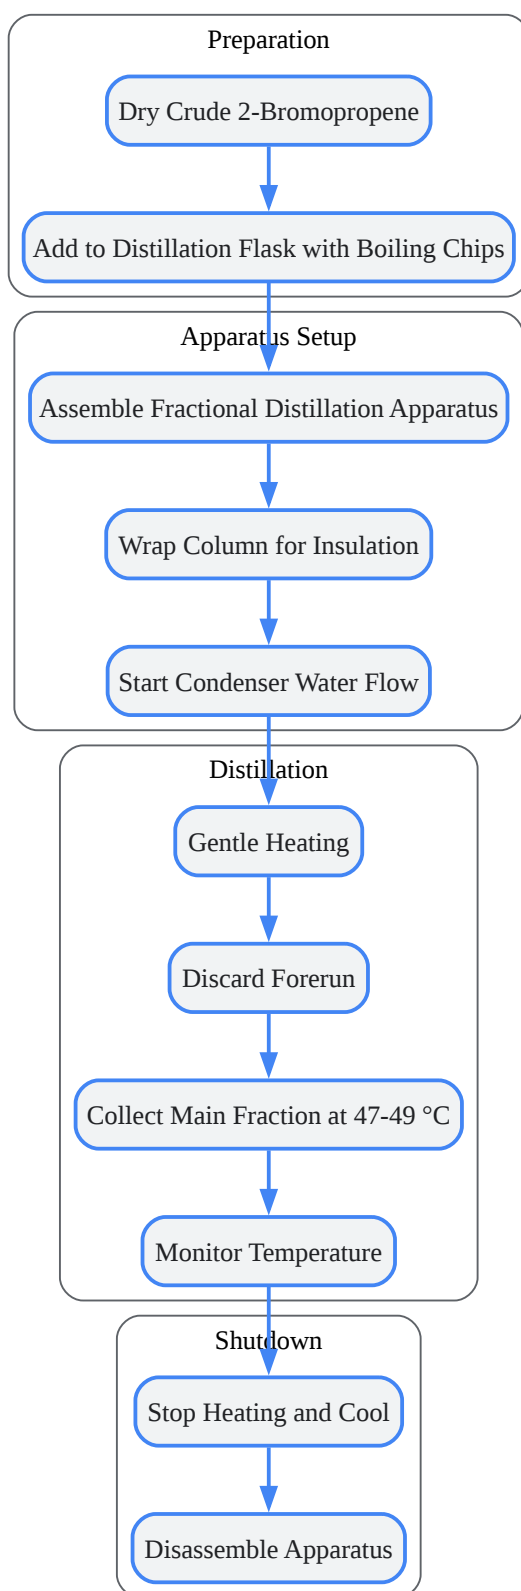 Preparation
Dry Crude 2-Bromopropene
Add to Distillation Flask with Boiling Chips
Apparatus Setup
Assemble Fractional Distillation Apparatus
Wrap Column for Insulation
Start Condenser Water Flow
Distillation
Gentle Heating
Discard Forerun
Collect Main Fraction at 47-49 °C
Monitor Temperature
Shutdown
Stop Heating and Cool
Disassemble Apparatus